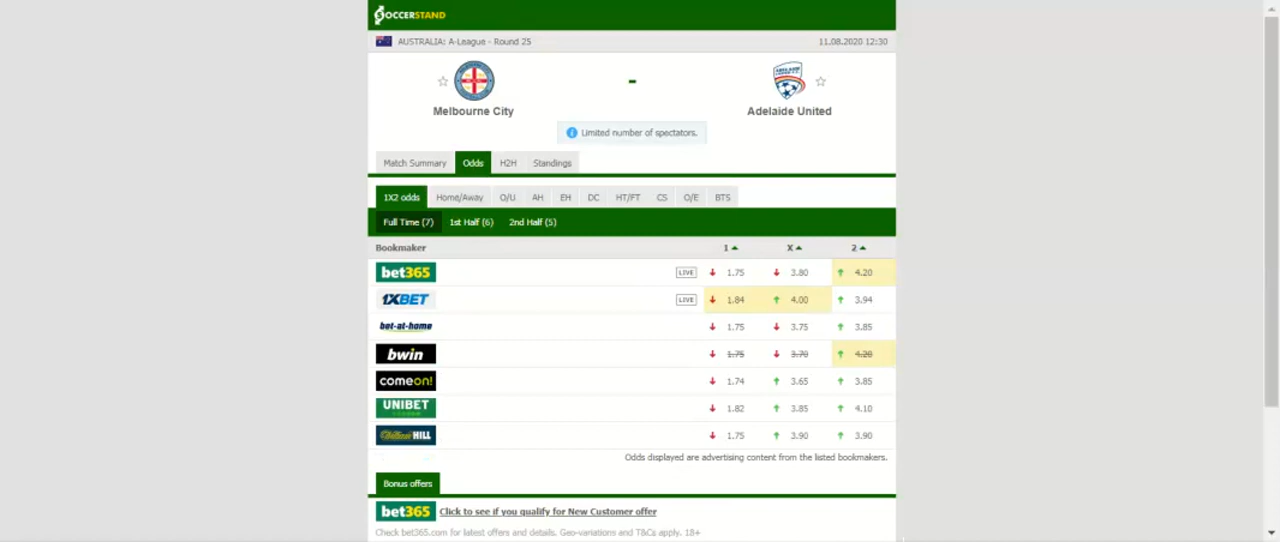 SOCCERSTAND
AUSTRALIA: A-League - Round 25 11.08.2020 12:30
-
Melbourne City Adelaide United
Limited number of spectators.
Match Summary Odds H2H Standings
1X2 odds Home/Away O/U AH EH DC HT/FT CS O/E BTS
Full Time (7) 1st Half (6) 2nd Half (5)
Bookmaker 1 X 2
bet365 LIVE 1.75 3.80 4.20
1XBET LIVE 1.84 4.00 3.94
bet-at-home 1.75 3.75 3.85
bwin 1.75 3.70 4.20
comeon! 1.74 3.65 3.85
UNIBET 1.82 3.85 4.10
William HILL 1.75 3.90 3.90
Odds displayed are advertising content from the listed bookmakers.
Bonus offers
bet365 Click to see if you qualify for New Customer offer
Check bet365.com for latest offers and details. Geo-variations and T&Cs apply. 18+